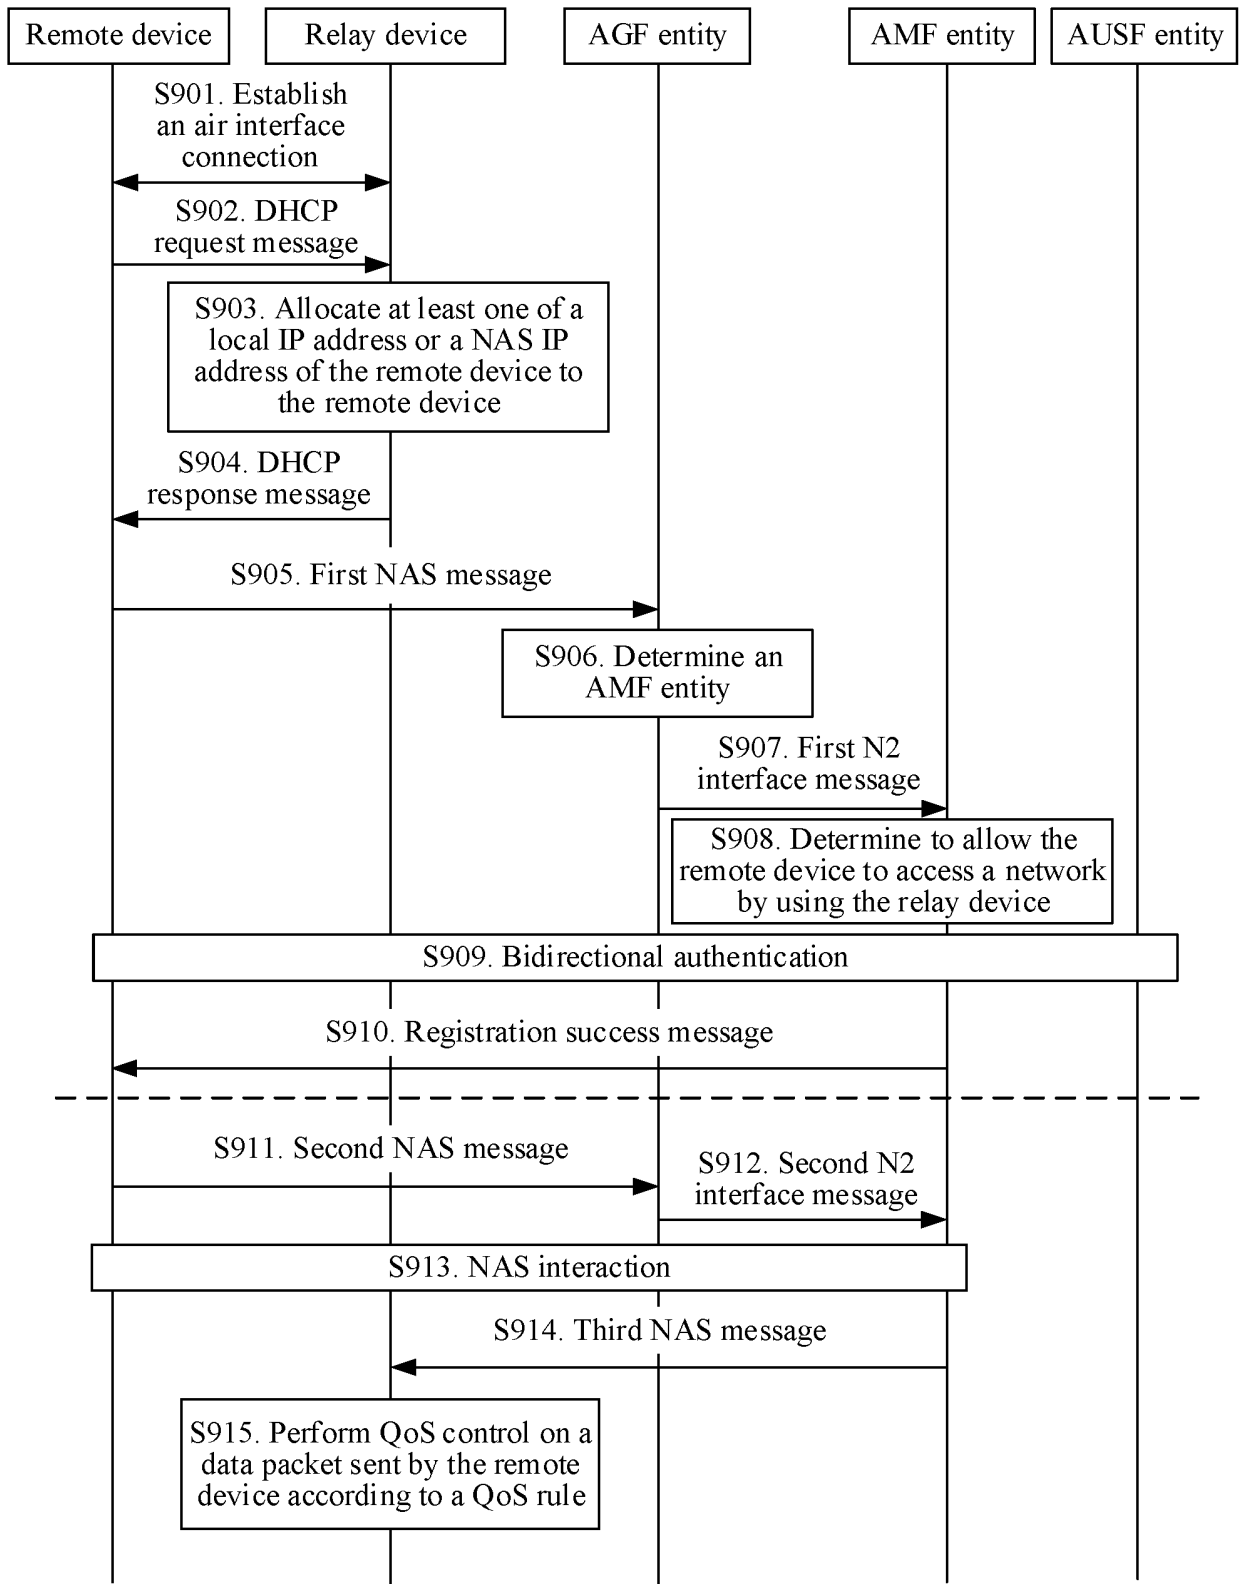 Remote device
Relay device
AGF entity
AMF entity
AUSF entity
S901. Establish
an air interface
connection
S902. DHCP
request message
S903. Allocate at least one of a
local IP address or a NAS IP
address of the remote device to
the remote device
S904. DHCP
response message
S905. First NAS message
S906. Determine an
AMF entity
S907. First N2
interface message
S908. Determine to allow the
remote device to access a network
by using the relay device
S909. Bidirectional authentication
S910. Registration success message
S911. Second NAS message
S912. Second N2
interface message
S913. NAS interaction
S914. Third NAS message
S915. Perform QoS control on a
data packet sent by the remote
device according to a QoS rule